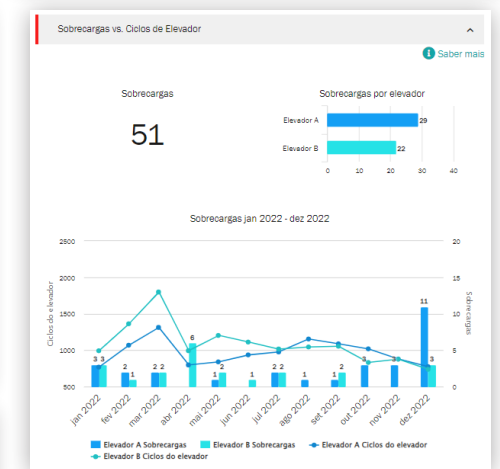 Sobrecargas vs. Ciclos de Elevador
Saber mais
Sobrecargas
51
Sobrecargas por elevador
Elevador A
29
Elevador B
22
0 10 20 30 40
Sobrecargas jan 2022 - dez 2022
Ciclos do elevador
Sobrecargas
2500 20
2000 15
1500 10
1000 5
500 0
3 3 2 1 2 2 6 1 2 1 2 2 1 1 2 3 3 11 3
jan 2022 fev 2022 mar 2022 abr 2022 mai 2022 jun 2022 jul 2022 ago 2022 set 2022 out 2022 nov 2022 dez 2022
Elevador A Sobrecargas Elevador B Sobrecargas Elevador A Ciclos do elevador
Elevador B Ciclos do elevador